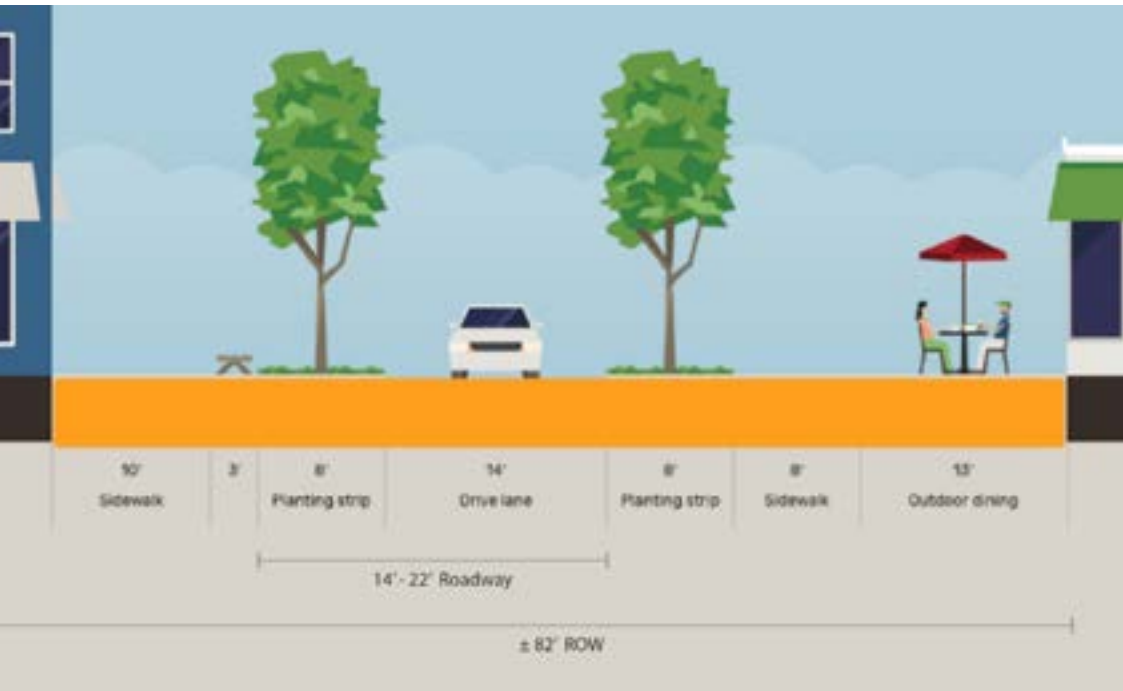 10' 3' 8' 14' 8' 8' 13'
Sidewalk Planting strip Drive lane Planting strip Sidewalk Outdoor dining
14'- 22' Roadway
± 82' ROW